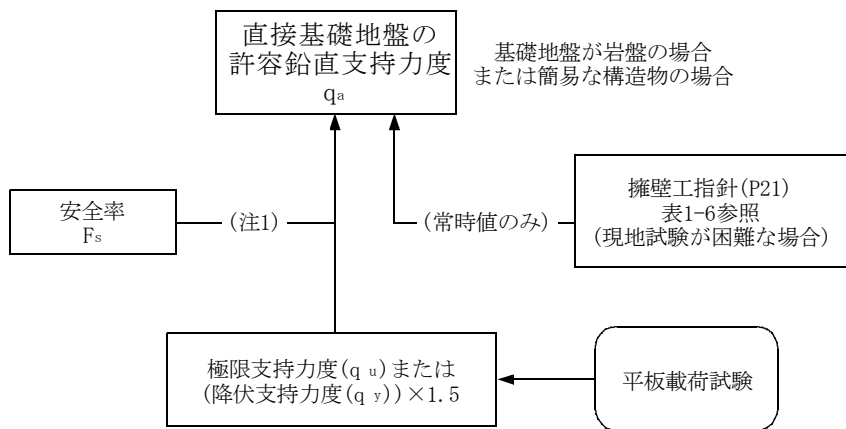 直接基礎地盤の
許容鉛直支持力度
qa
基礎地盤が岩盤の場合
または簡易な構造物の場合
安全率
Fs
(注1)
(常時値のみ)
擁壁工指針(P21)
表1-6参照
(現地試験が困難な場合)
極限支持力度(q u)または
(降伏支持力度(q y))×1.5
平板載荷試験